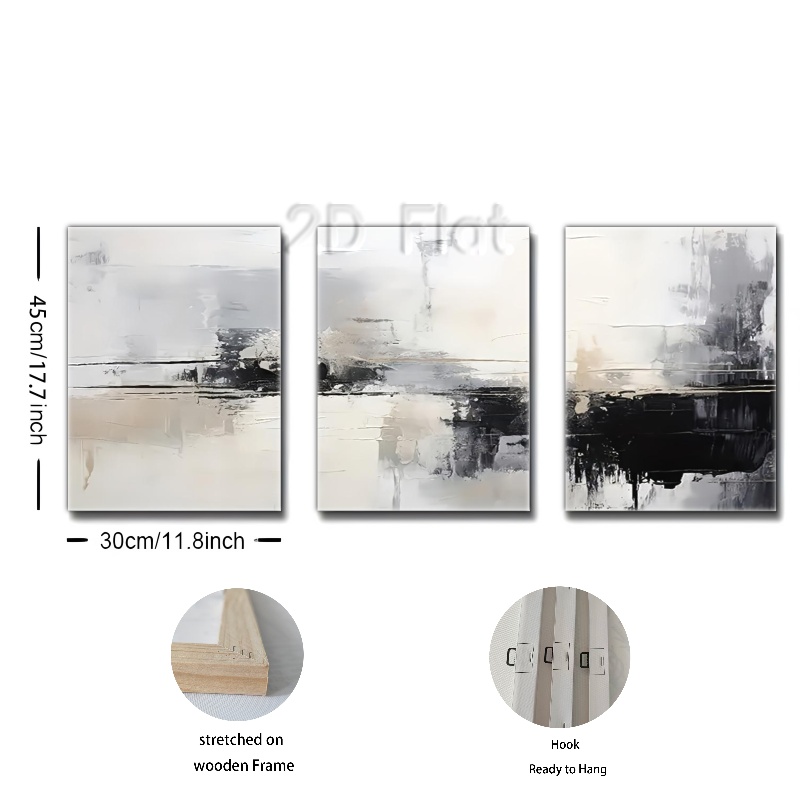 2D Flat
45cm/17.7inch
30cm/11.8inch
stretched on
wooden Frame
Hook
Ready to Hang